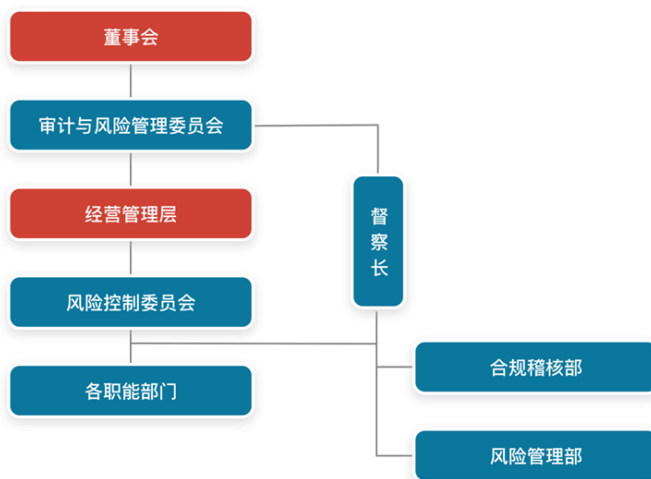 董事会
审计与风险管理委员会
经营管理层
督察长
风险控制委员会
各职能部门
合规稽核部
风险管理部